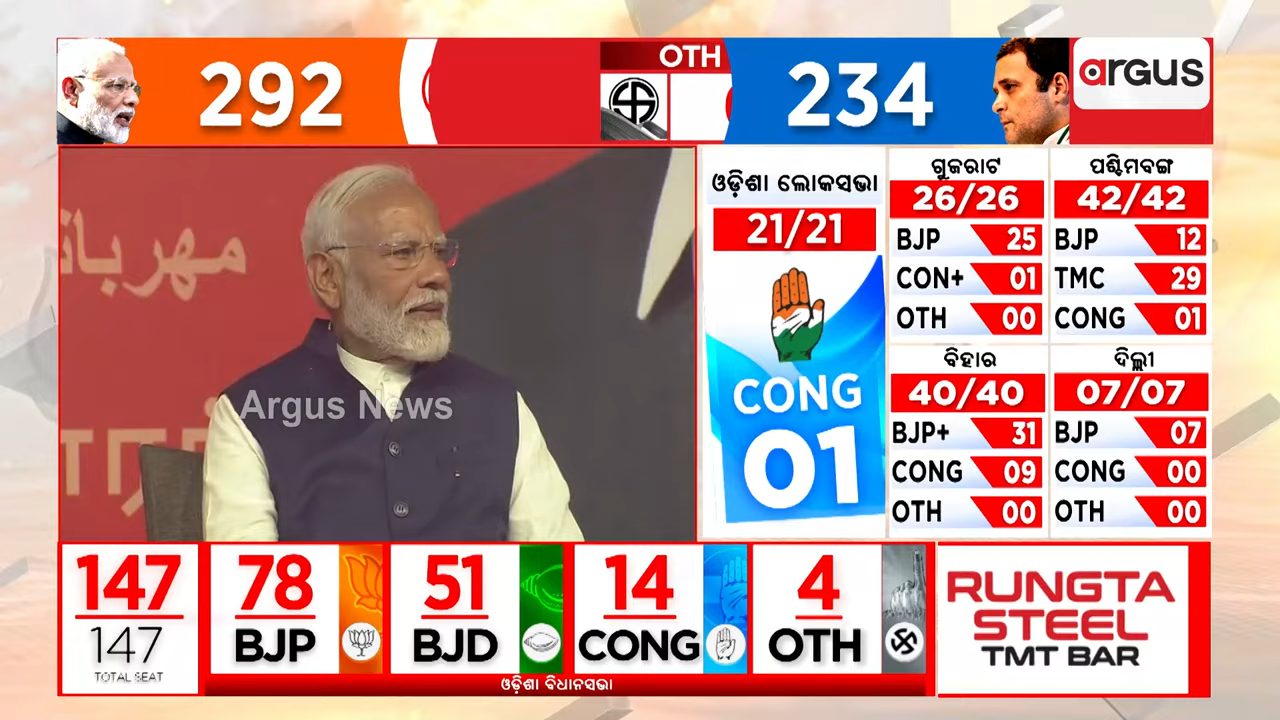 292
OTH
234
argus
مهربانی
Argus News
ଓଡ଼ିଶା ଲୋକସଭା
21/21
CONG
01
ଗୁଜରାଟ
26/26
BJP 25
CON+ 01
OTH 00
ପଶ୍ଚିମବଙ୍ଗ
42/42
BJP 12
TMC 29
CONG 01
ବିହାର
40/40
BJP+ 31
CONG 09
OTH 00
ଦିଲ୍ଲୀ
07/07
BJP 07
CONG 00
OTH 00
147
147
TOTAL SEAT
78
BJP
51
BJD
14
CONG
4
OTH
ଓଡ଼ିଶା ବିଧାନସଭା
RUNGTA
STEEL
TMT BAR